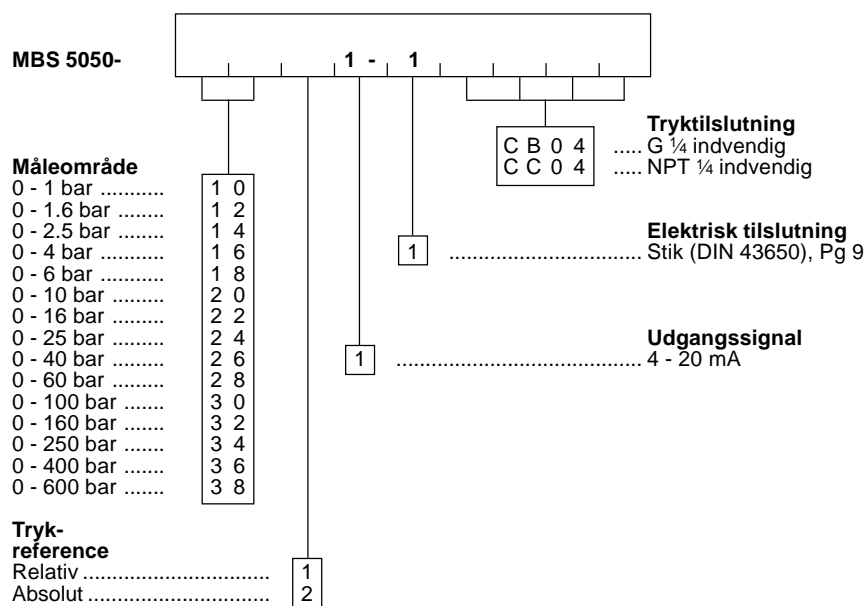 MBS 5050- 1 - 1
Tryktilslutning
C B 0 4 ..... G ¼ indvendig
C C 0 4 ..... NPT ¼ indvendig
Måleområde
0 - 1 bar ........... 1 0
0 - 1.6 bar ........ 1 2
0 - 2.5 bar ........ 1 4
0 - 4 bar ........... 1 6
0 - 6 bar ........... 1 8
0 - 10 bar ......... 2 0
0 - 16 bar ......... 2 2
0 - 25 bar ......... 2 4
0 - 40 bar ......... 2 6
0 - 60 bar ......... 2 8
0 - 100 bar ....... 3 0
0 - 160 bar ....... 3 2
0 - 250 bar ....... 3 4
0 - 400 bar ....... 3 6
0 - 600 bar ....... 3 8
Elektrisk tilslutning
1 .................................. Stik (DIN 43650), Pg 9
Udgangssignal
1 ........................................... 4 - 20 mA
Tryk-
reference
Relativ ................................. 1
Absolut ................................ 2